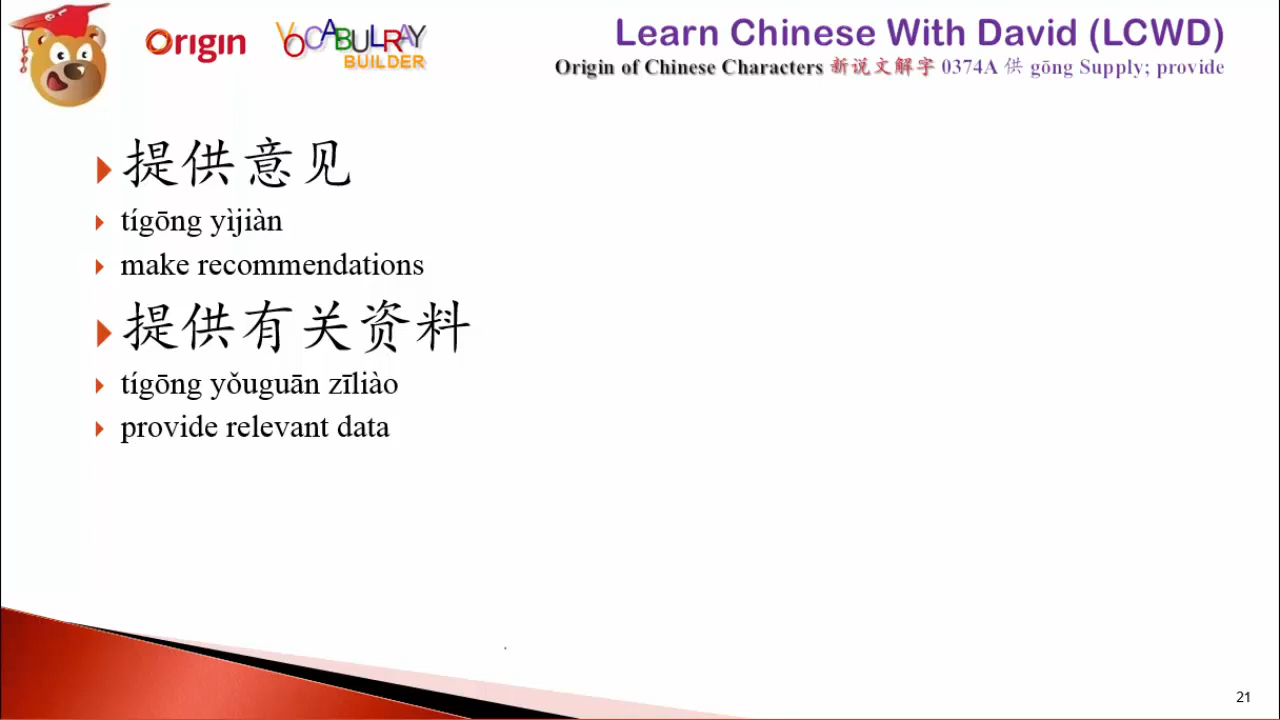 Origin
VOCABULRAY
BUILDER
Learn Chinese With David (LCWD)
Origin of Chinese Characters 新说文解字 0374A 供 gōng Supply; provide
提供意见
tígōng yìjiàn
make recommendations
提供有关资料
tígōng yǒuguān zīliào
provide relevant data
21